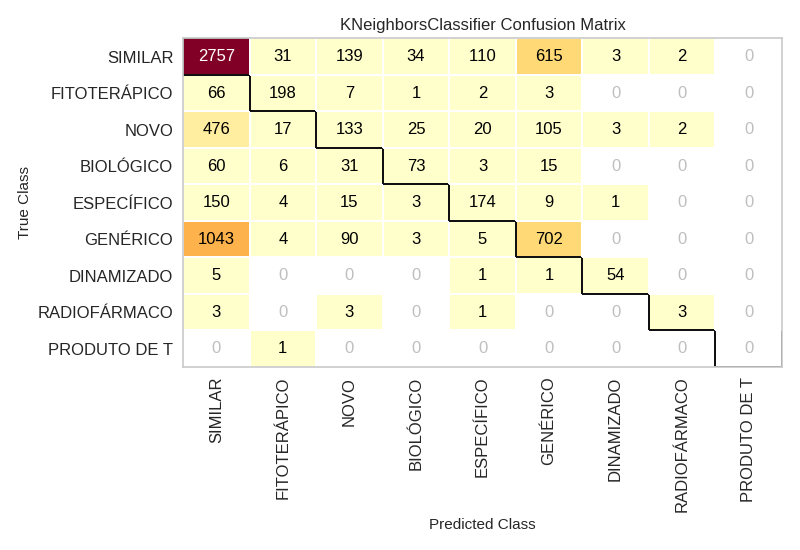 KNeighborsClassifier Confusion Matrix
SIMILAR 2757 31 139 34 110 615 3 2 0
FITOTERÁPICO 66 198 7 1 2 3 0 0 0
NOVO 476 17 133 25 20 105 3 2 0
BIOLÓGICO 60 6 31 73 3 15 0 0 0
ESPECÍFICO 150 4 15 3 174 9 1 0 0
GENÉRICO 1043 4 90 3 5 702 0 0 0
DINAMIZADO 5 0 0 0 1 1 54 0 0
RADIOFÁRMACO 3 0 3 0 1 0 0 3 0
PRODUTO DE T 0 1 0 0 0 0 0 0 0
True Class
SIMILAR
FITOTERÁPICO
NOVO
BIOLÓGICO
ESPECÍFICO
GENÉRICO
DINAMIZADO
RADIOFÁRMACO
PRODUTO DE T
Predicted Class